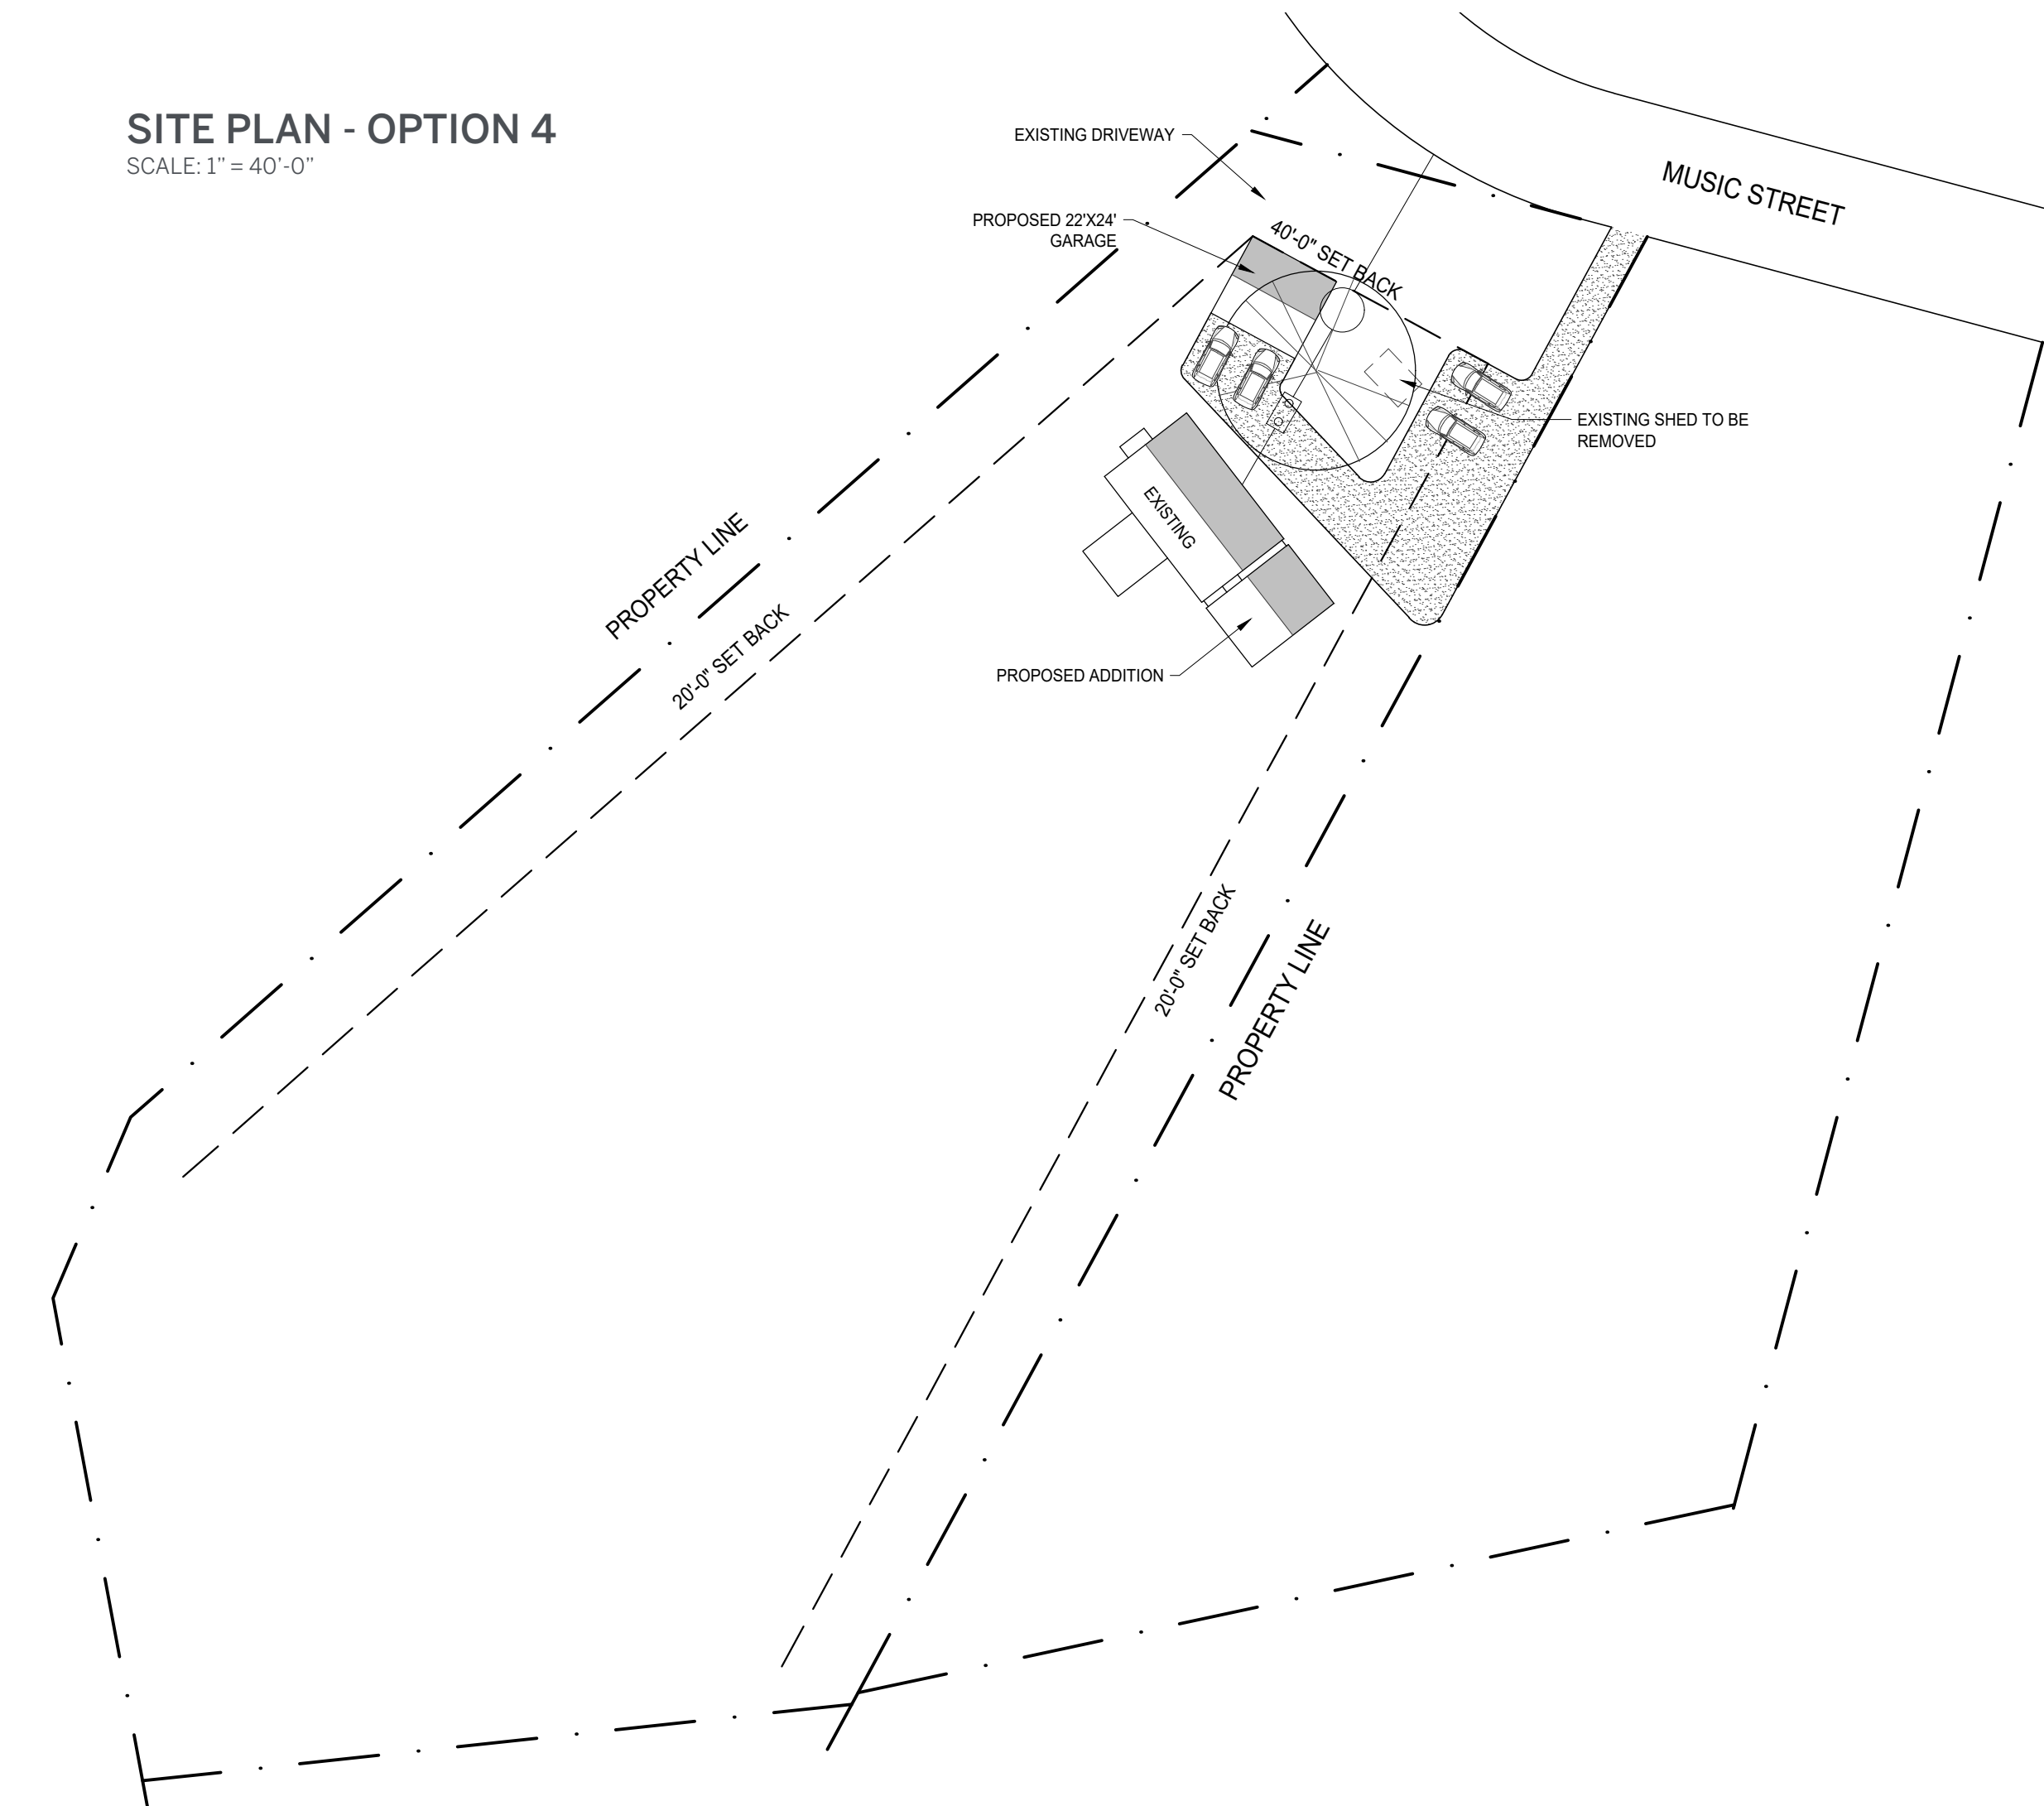 SITE PLAN - OPTION 4
SCALE: 1” = 40’-0”
EXISTING DRIVEWAY
MUSIC STREET
PROPOSED 22'X24'
GARAGE
40'-0" SET BACK
EXISTING SHED TO BE
REMOVED
EXISTING
PROPERTY LINE
20'-0" SET BACK
PROPOSED ADDITION
20'-0" SET BACK
PROPERTY LINE